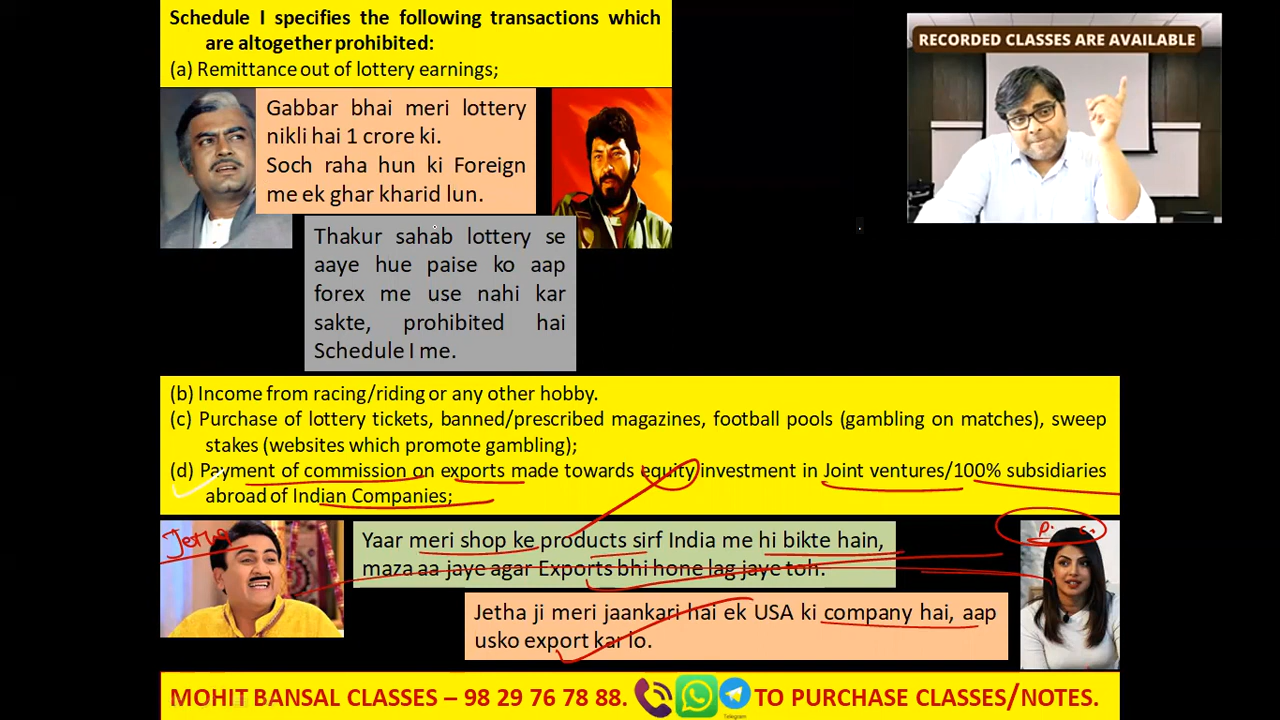 Schedule I specifies the following transactions which
are altogether prohibited:
(a) Remittance out of lottery earnings;
RECORDED CLASSES ARE AVAILABLE
Gabbar bhai meri lottery
nikli hai 1 crore ki.
Soch raha hun ki Foreign
me ek ghar kharid lun.
Thakur sahab lottery se
aaye hue paise ko aap
forex me use nahi kar
sakte, prohibited hai
Schedule I me.
(b) Income from racing/riding or any other hobby.
(c) Purchase of lottery tickets, banned/prescribed magazines, football pools (gambling on matches), sweep
stakes (websites which promote gambling);
(d) Payment of commission on exports made towards equity investment in Joint ventures/100% subsidiaries
abroad of Indian Companies;
Yaar meri shop ke products sirf India me hi bikte hain,
maza aa jaye agar Exports bhi hone lag jaye toh.
Jetha ji meri jaankari hai ek USA ki company hai, aap
usko export kar lo.
MOHIT BANSAL CLASSES – 98 29 76 78 88. TO PURCHASE CLASSES/NOTES.
Telegram